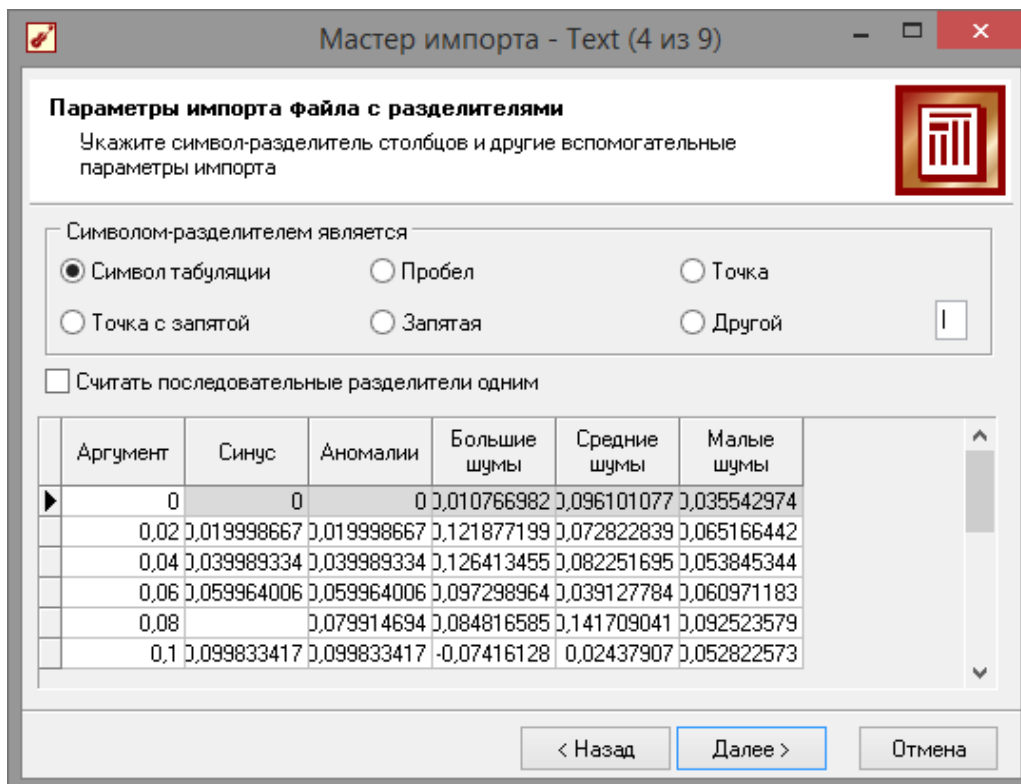 Мастер импорта - Text (4 из 9)
Параметры импорта файла с разделителями
Укажите символ-разделитель столбцов и другие вспомогательные
параметры импорта
Символом-разделителем является
Символ табуляции Пробел Точка
Точка с запятой Запятая Другой |
Считать последовательные разделители одним
Аргумент Синус Аномалии Большие шумы Средние шумы Малые шумы
0 0 0 0,010766982 0,096101077 0,035542974
0,02 0,019998667 0,019998667 0,121877199 0,072822839 0,065166442
0,04 0,039989334 0,039989334 0,126413455 0,082251695 0,053845344
0,06 0,059964006 0,059964006 0,097298964 0,039127784 0,060971183
0,08 0,079914694 0,084816585 0,141709041 0,092523579
0,1 0,099833417 0,099833417 -0,07416128 0,02437907 0,052822573
< Назад Далее > Отмена